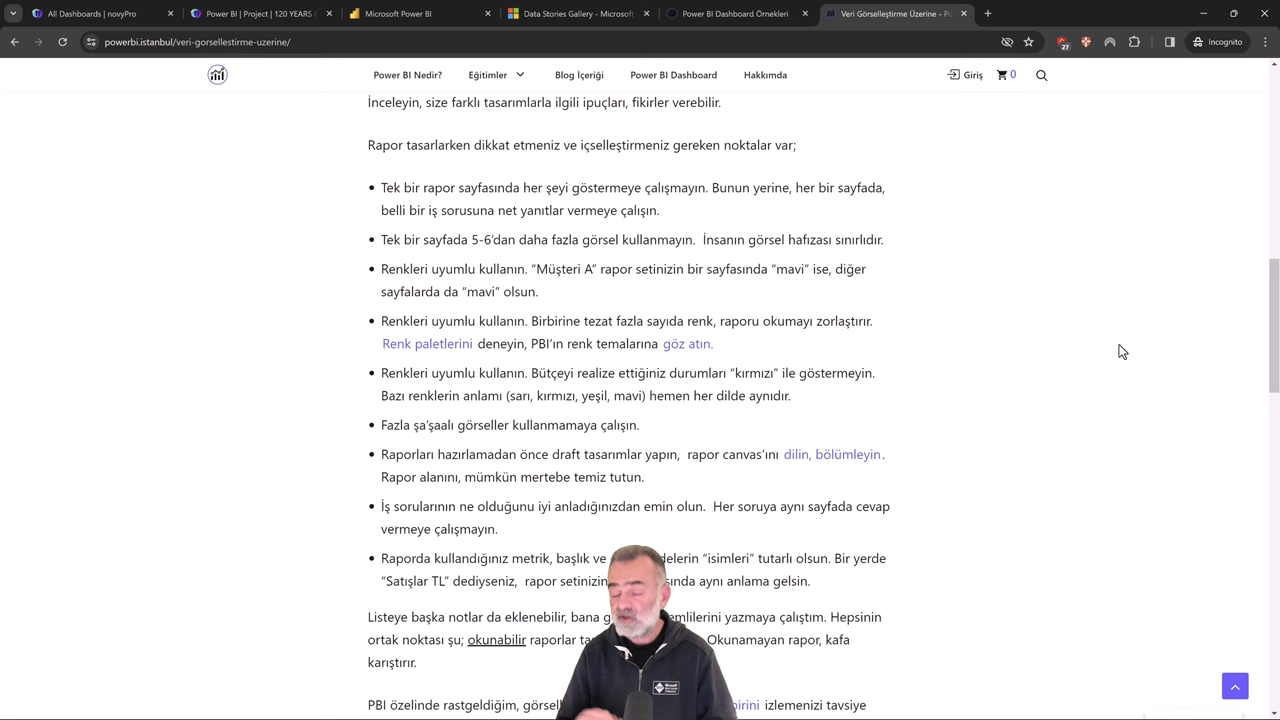 All Dashboards | novyPro
Power BI | Project | 120 YEARS O
Microsoft Power BI
Data Stories Gallery - Microsoft
Power BI Dashboard Örnekleri
Veri Görselleştirme Üzerine - Po
powerbi.istanbul/veri-gorsellestirme-uzerine/
27
Incognito
Power BI Nedir?
Eğitimler
Blog İçeriği
Power BI Dashboard
Hakkımda
Giriş
0
İnceleyin, size farklı tasarımlarla ilgili ipuçları, fikirler verebilir.
Rapor tasarlarken dikkat etmeniz ve içselleştirmeniz gereken noktalar var;
• Tek bir rapor sayfasında her şeyi göstermeye çalışmayın. Bunun yerine, her bir sayfada,
belli bir iş sorusuna net yanıtlar vermeye çalışın.
• Tek bir sayfada 5-6’dan daha fazla görsel kullanmayın.  İnsanın görsel hafızası sınırlıdır.
• Renkleri uyumlu kullanın. “Müşteri A” rapor setinizin bir sayfasında “mavi” ise, diğer
sayfalarda da “mavi” olsun.
• Renkleri uyumlu kullanın. Birbirine tezat fazla sayıda renk, raporu okumayı zorlaştırır.
Renk paletlerini deneyin, PBI’ın renk temalarına göz atın.
• Renkleri uyumlu kullanın. Bütçeyi realize ettiğiniz durumları “kırmızı” ile göstermeyin.
Bazı renklerin anlamı (sarı, kırmızı, yeşil, mavi) hemen her dilde aynıdır.
• Fazla şa’şaalı görseller kullanmamaya çalışın.
• Raporları hazırlamadan önce draft tasarımlar yapın,  rapor canvas’ını dilin, bölümleyin.
Rapor alanını, mümkün mertebe temiz tutun.
• İş sorularının ne olduğunu iyi anladığınızdan emin olun.  Her soruya aynı sayfada cevap
vermeye çalışmayın.
• Raporda kullandığınız metrik, başlık ve “isimleri” tutarlı olsun. Bir yerde
“Satışlar TL” dediyseniz,  rapor setinizin aynı anlama gelsin.
Listeye başka notlar da eklenebilir, bana yazmaya çalıştım. Hepsinin
ortak noktası şu; okunabilir raporlar Okunamayan rapor, kafa
karıştırır.
PBI özelinde rastgeldiğim, izlemenizi tavsiye